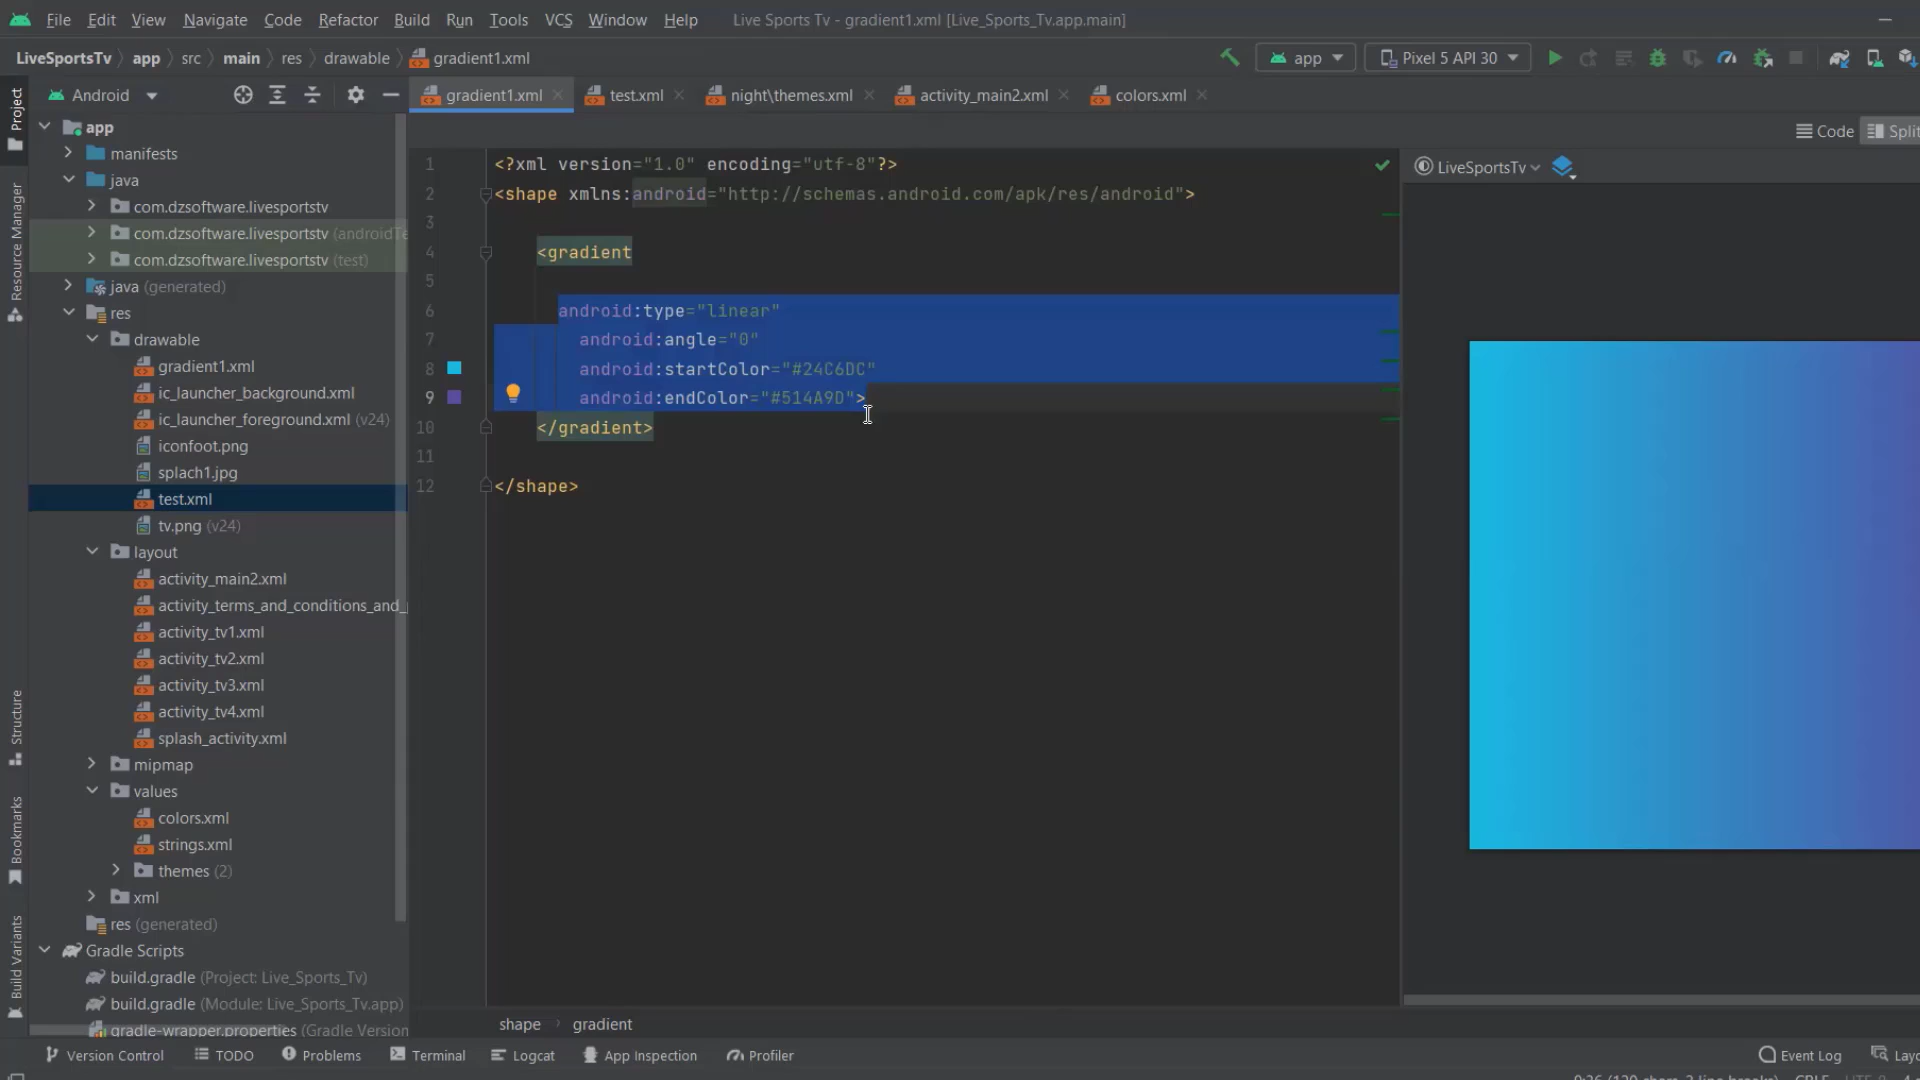 File Edit View Navigate Code Refactor Build Run Tools VCS Window Help Live Sports Tv - gradient1.xml [Live_Sports_Tv.app.main]
LiveSportsTv app src main res drawable gradient1.xml app Pixel 5 API 30
Android gradient1.xml test.xml night\themes.xml activity_main2.xml colors.xml
Code Split
LiveSportsTv
Project
Resource Manager
Structure
Bookmarks
Build Variants
app
manifests
java
com.dzsoftware.livesportstv
com.dzsoftware.livesportstv (androidTe
com.dzsoftware.livesportstv (test)
java (generated)
res
drawable
gradient1.xml
ic_launcher_background.xml
ic_launcher_foreground.xml (v24)
iconfoot.png
splach1.jpg
test.xml
tv.png (v24)
layout
activity_main2.xml
activity_terms_and_conditions_and_
activity_tv1.xml
activity_tv2.xml
activity_tv3.xml
activity_tv4.xml
splash_activity.xml
mipmap
values
colors.xml
strings.xml
themes (2)
xml
res (generated)
Gradle Scripts
build.gradle (Project: Live_Sports_Tv)
build.gradle (Module: Live_Sports_Tv.app)
gradle-wrapper.properties (Gradle Version
1 <?xml version="1.0" encoding="utf-8"?>
2 <shape xmlns:android="http://schemas.android.com/apk/res/android">
3
4 <gradient
5
6 android:type="linear"
7 android:angle="0"
8 android:startColor="#24C6DC"
9 android:endColor="#514A9D">
10 </gradient>
11
12 </shape>
shape gradient
Version Control TODO Problems Terminal Logcat App Inspection Profiler Event Log Layo